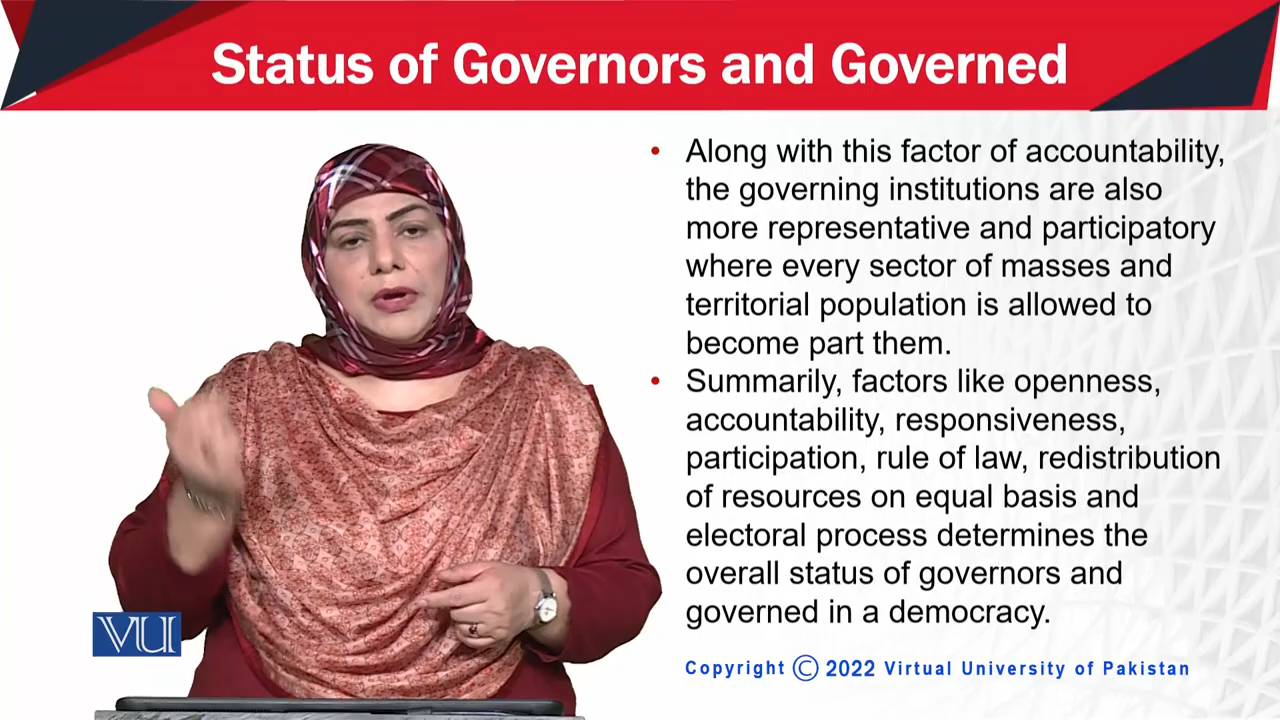 Status of Governors and Governed
• Along with this factor of accountability,
the governing institutions are also
more representative and participatory
where every sector of masses and
territorial population is allowed to
become part them.
• Summarily, factors like openness,
accountability, responsiveness,
participation, rule of law, redistribution
of resources on equal basis and
electoral process determines the
overall status of governors and
governed in a democracy.
VU
Copyright © 2022 Virtual University of Pakistan